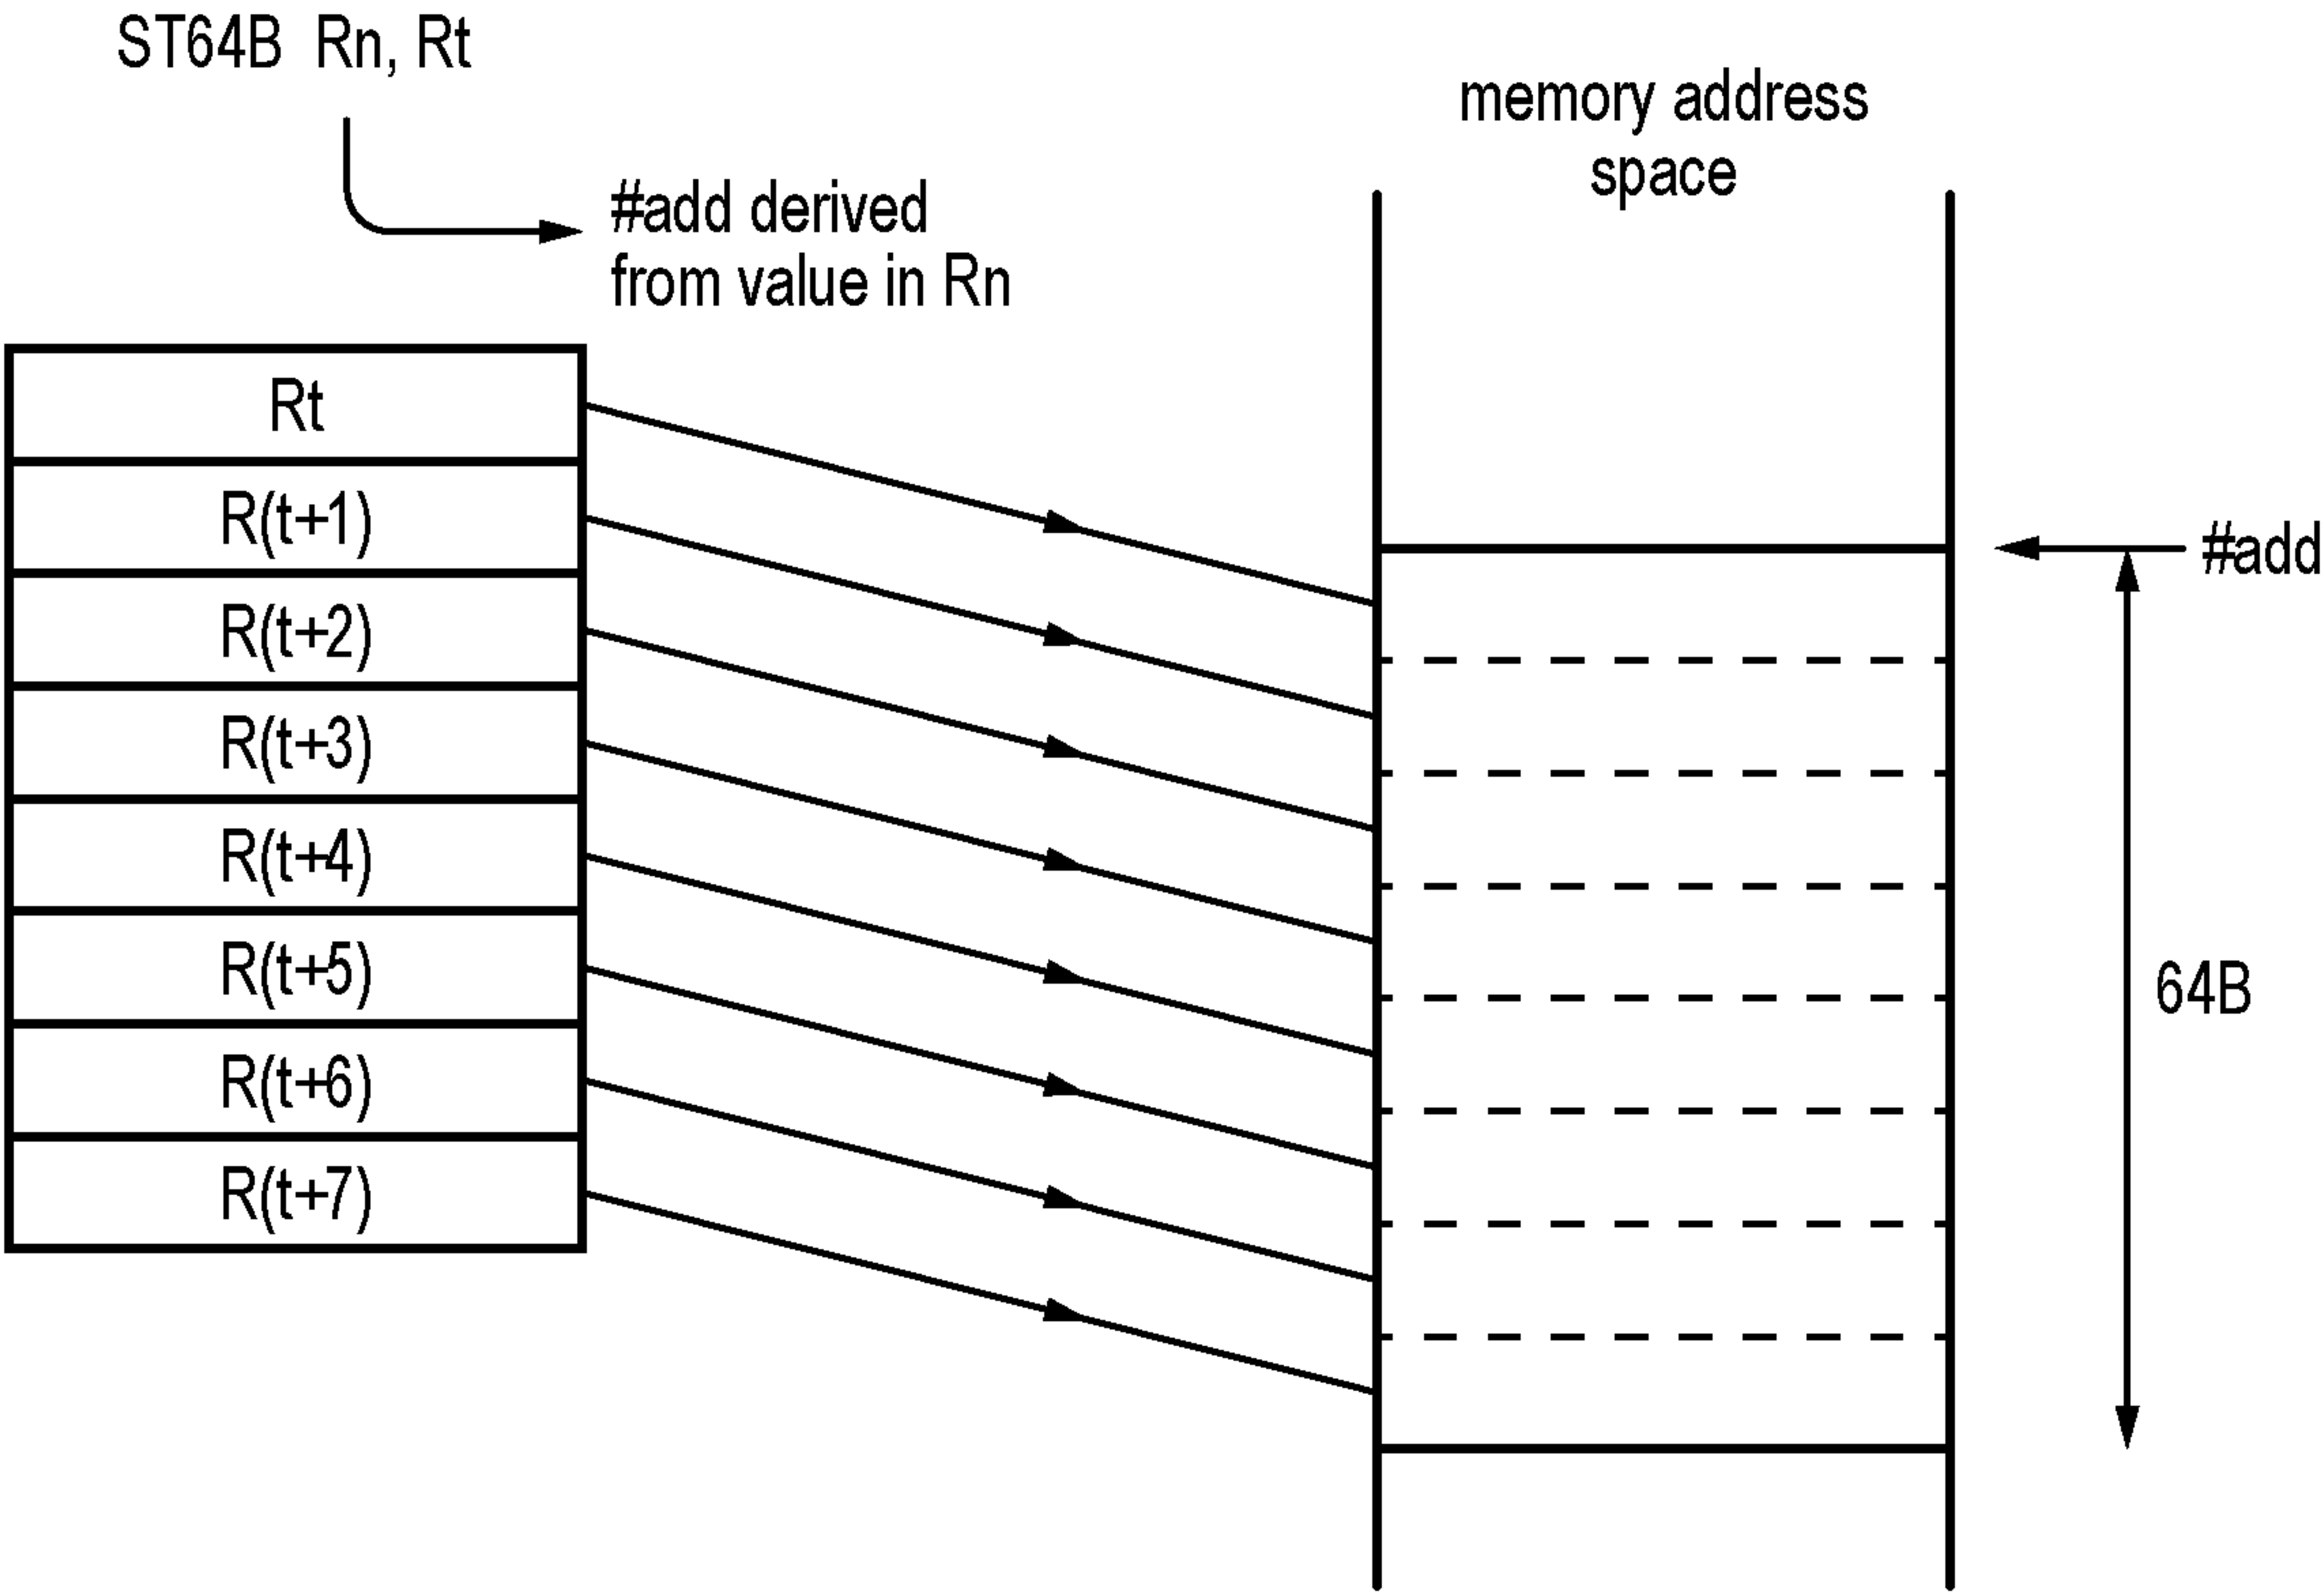 ST64B Rn, Rt
memory address
space
#add derived
from value in Rn
Rt
R(t+1)
#add
R(t+2)
R(t+3)
R(t+4)
R(t+5)
64B
R(t+6)
R(t+7)